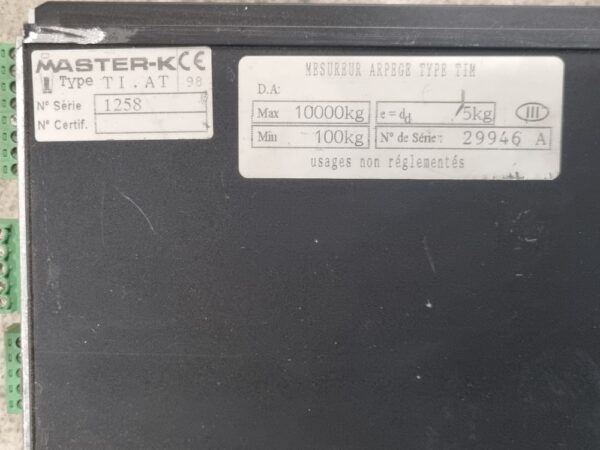 MASTER-K CE
Type TI.AT 98
N° Série 1258
N° Certif.
MESUREUR ARPEGE TYPE TIM
D.A:
Max 10000kg e = d 5kg III
Min 100kg N° de Série: 29946 A
usages non réglementés